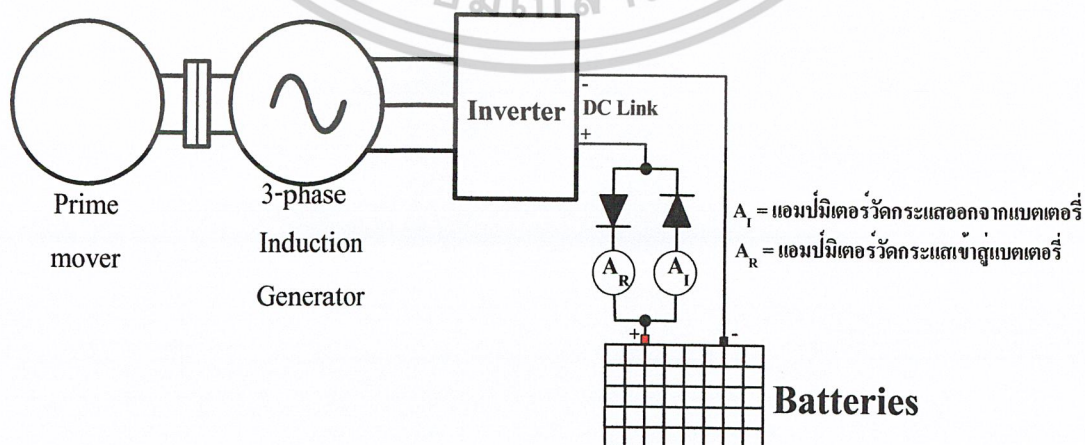 Inverter
-
DC Link
+
Prime
mover
3-phase
Induction
Generator
A_R
A_I
A_I = แอมป์มิเตอร์วัดกระแสออกจากแบตเตอรี่
A_R = แอมป์มิเตอร์วัดกระแสเข้าสู่แบตเตอรี่
+
-
Batteries